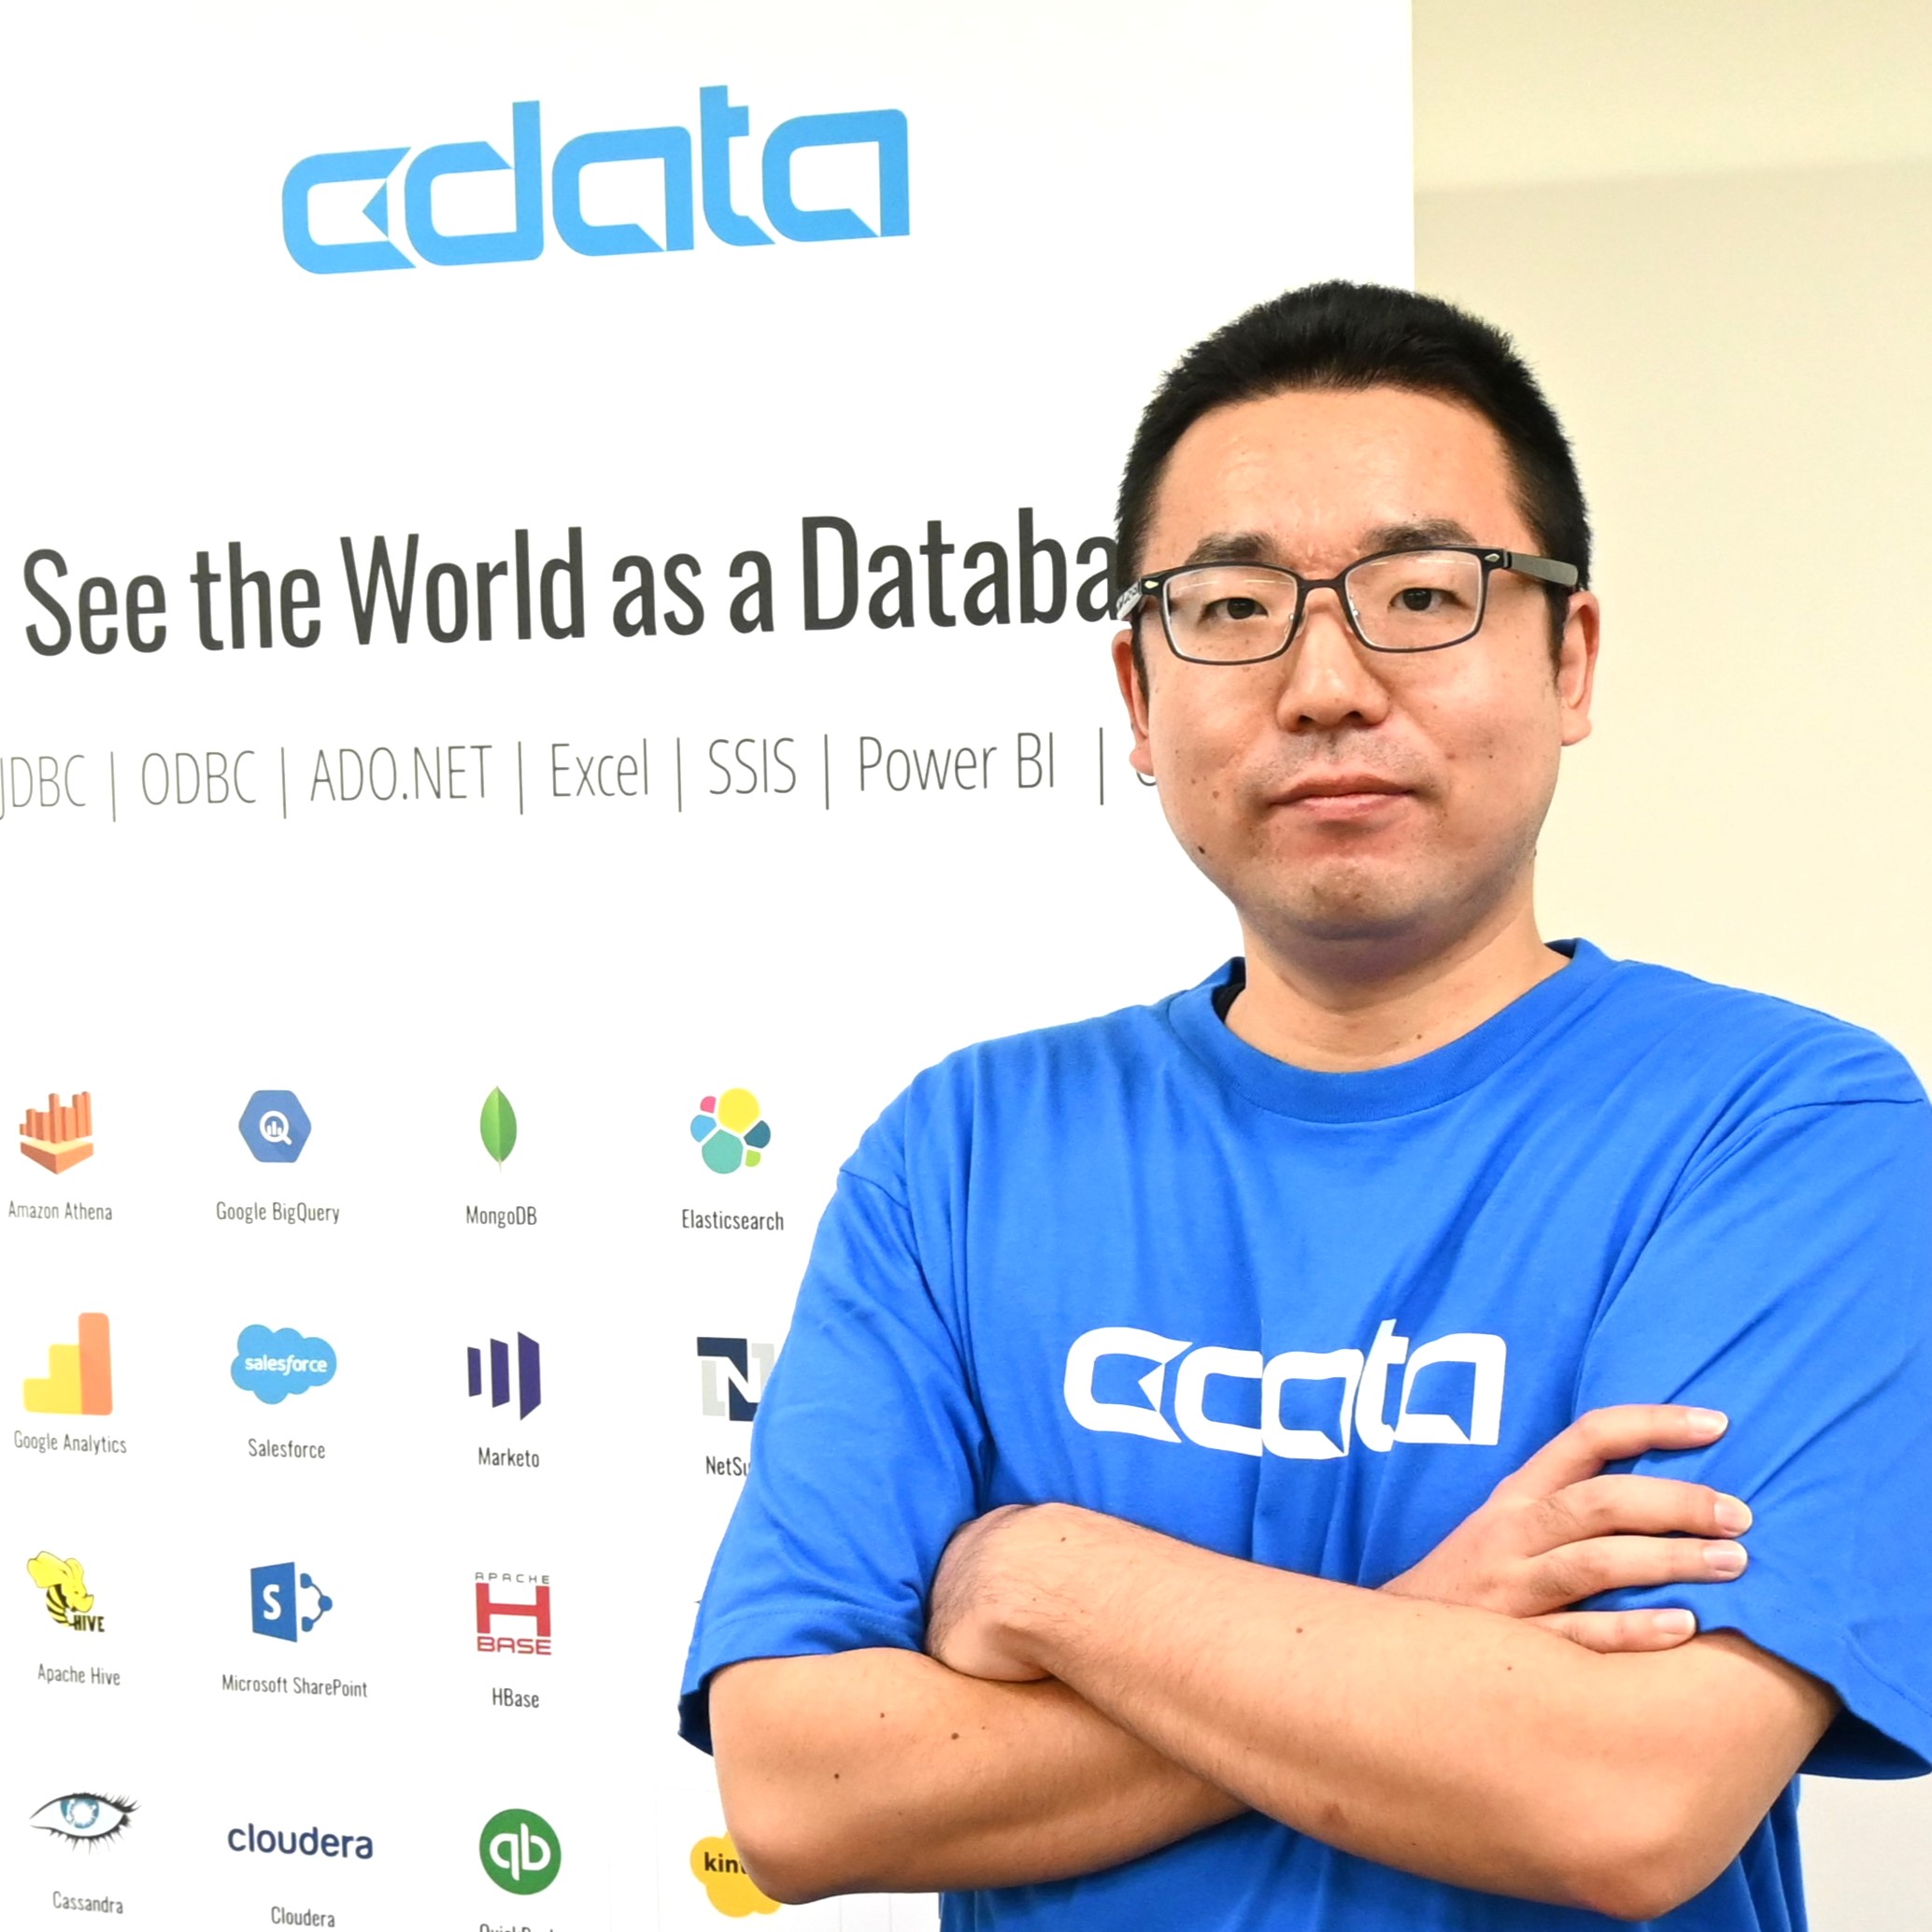 cdata
See the World as a Databa
JDBC | ODBC | ADO.NET | Excel | SSIS | Power BI |
Amazon Athena
Google BigQuery
MongoDB
Elasticsearch
salesforce
N
Google Analytics
Salesforce
Marketo
NetSu
cdata
HIVE
S
APACHE
H
BASE
Apache Hive
Microsoft SharePoint
HBase
cloudera
qb
kin
Cassandra
Cloudera